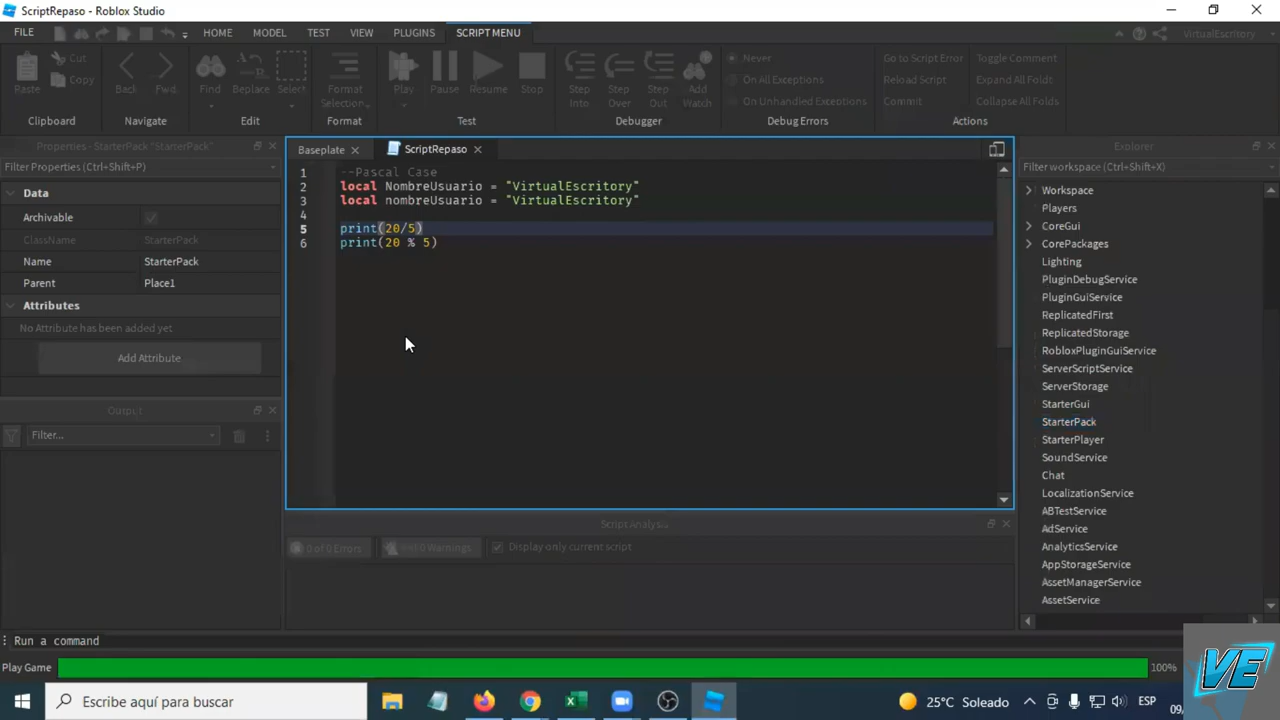 ScriptRepaso - Roblox Studio
FILE HOME MODEL TEST VIEW PLUGINS SCRIPT MENU VirtualEscritory
Paste Cut Copy Back Fwd. Find Replace Select Format Selection... Play Pause Resume Stop Step Into Step Over Step Out Add Watch Never On All Exceptions On Unhandled Exceptions Go to Script Error Reload Script Commit Toggle Comment Expand All Folds Collapse All Folds
Clipboard Navigate Edit Format Test Debugger Debug Errors Actions
Properties - StarterPack "StarterPack"
Filter Properties (Ctrl+Shift+P)
Data
Archivable
ClassName StarterPack
Name StarterPack
Parent Place1
Attributes
No Attribute has been added yet
Add Attribute
Output
Filter...
Baseplate ScriptRepaso
1 --Pascal Case
2 local NombreUsuario = "VirtualEscritory"
3 local nombreUsuario = "VirtualEscritory"
4
5 print(20/5)
6 print(20 % 5)
Script Analysis
0 of 0 Errors 0 of 0 Warnings Display only current script
Explorer
Filter workspace (Ctrl+Shift+X)
Workspace
Players
CoreGui
CorePackages
Lighting
PluginDebugService
PluginGuiService
ReplicatedFirst
ReplicatedStorage
RobloxPluginGuiService
ServerScriptService
ServerStorage
StarterGui
StarterPack
StarterPlayer
SoundService
Chat
LocalizationService
ABTestService
AdService
AnalyticsService
AppStorageService
AssetManagerService
AssetService
Run a command
Play Game 100%
Escribe aquí para buscar 25°C Soleado ESP
09/
VE